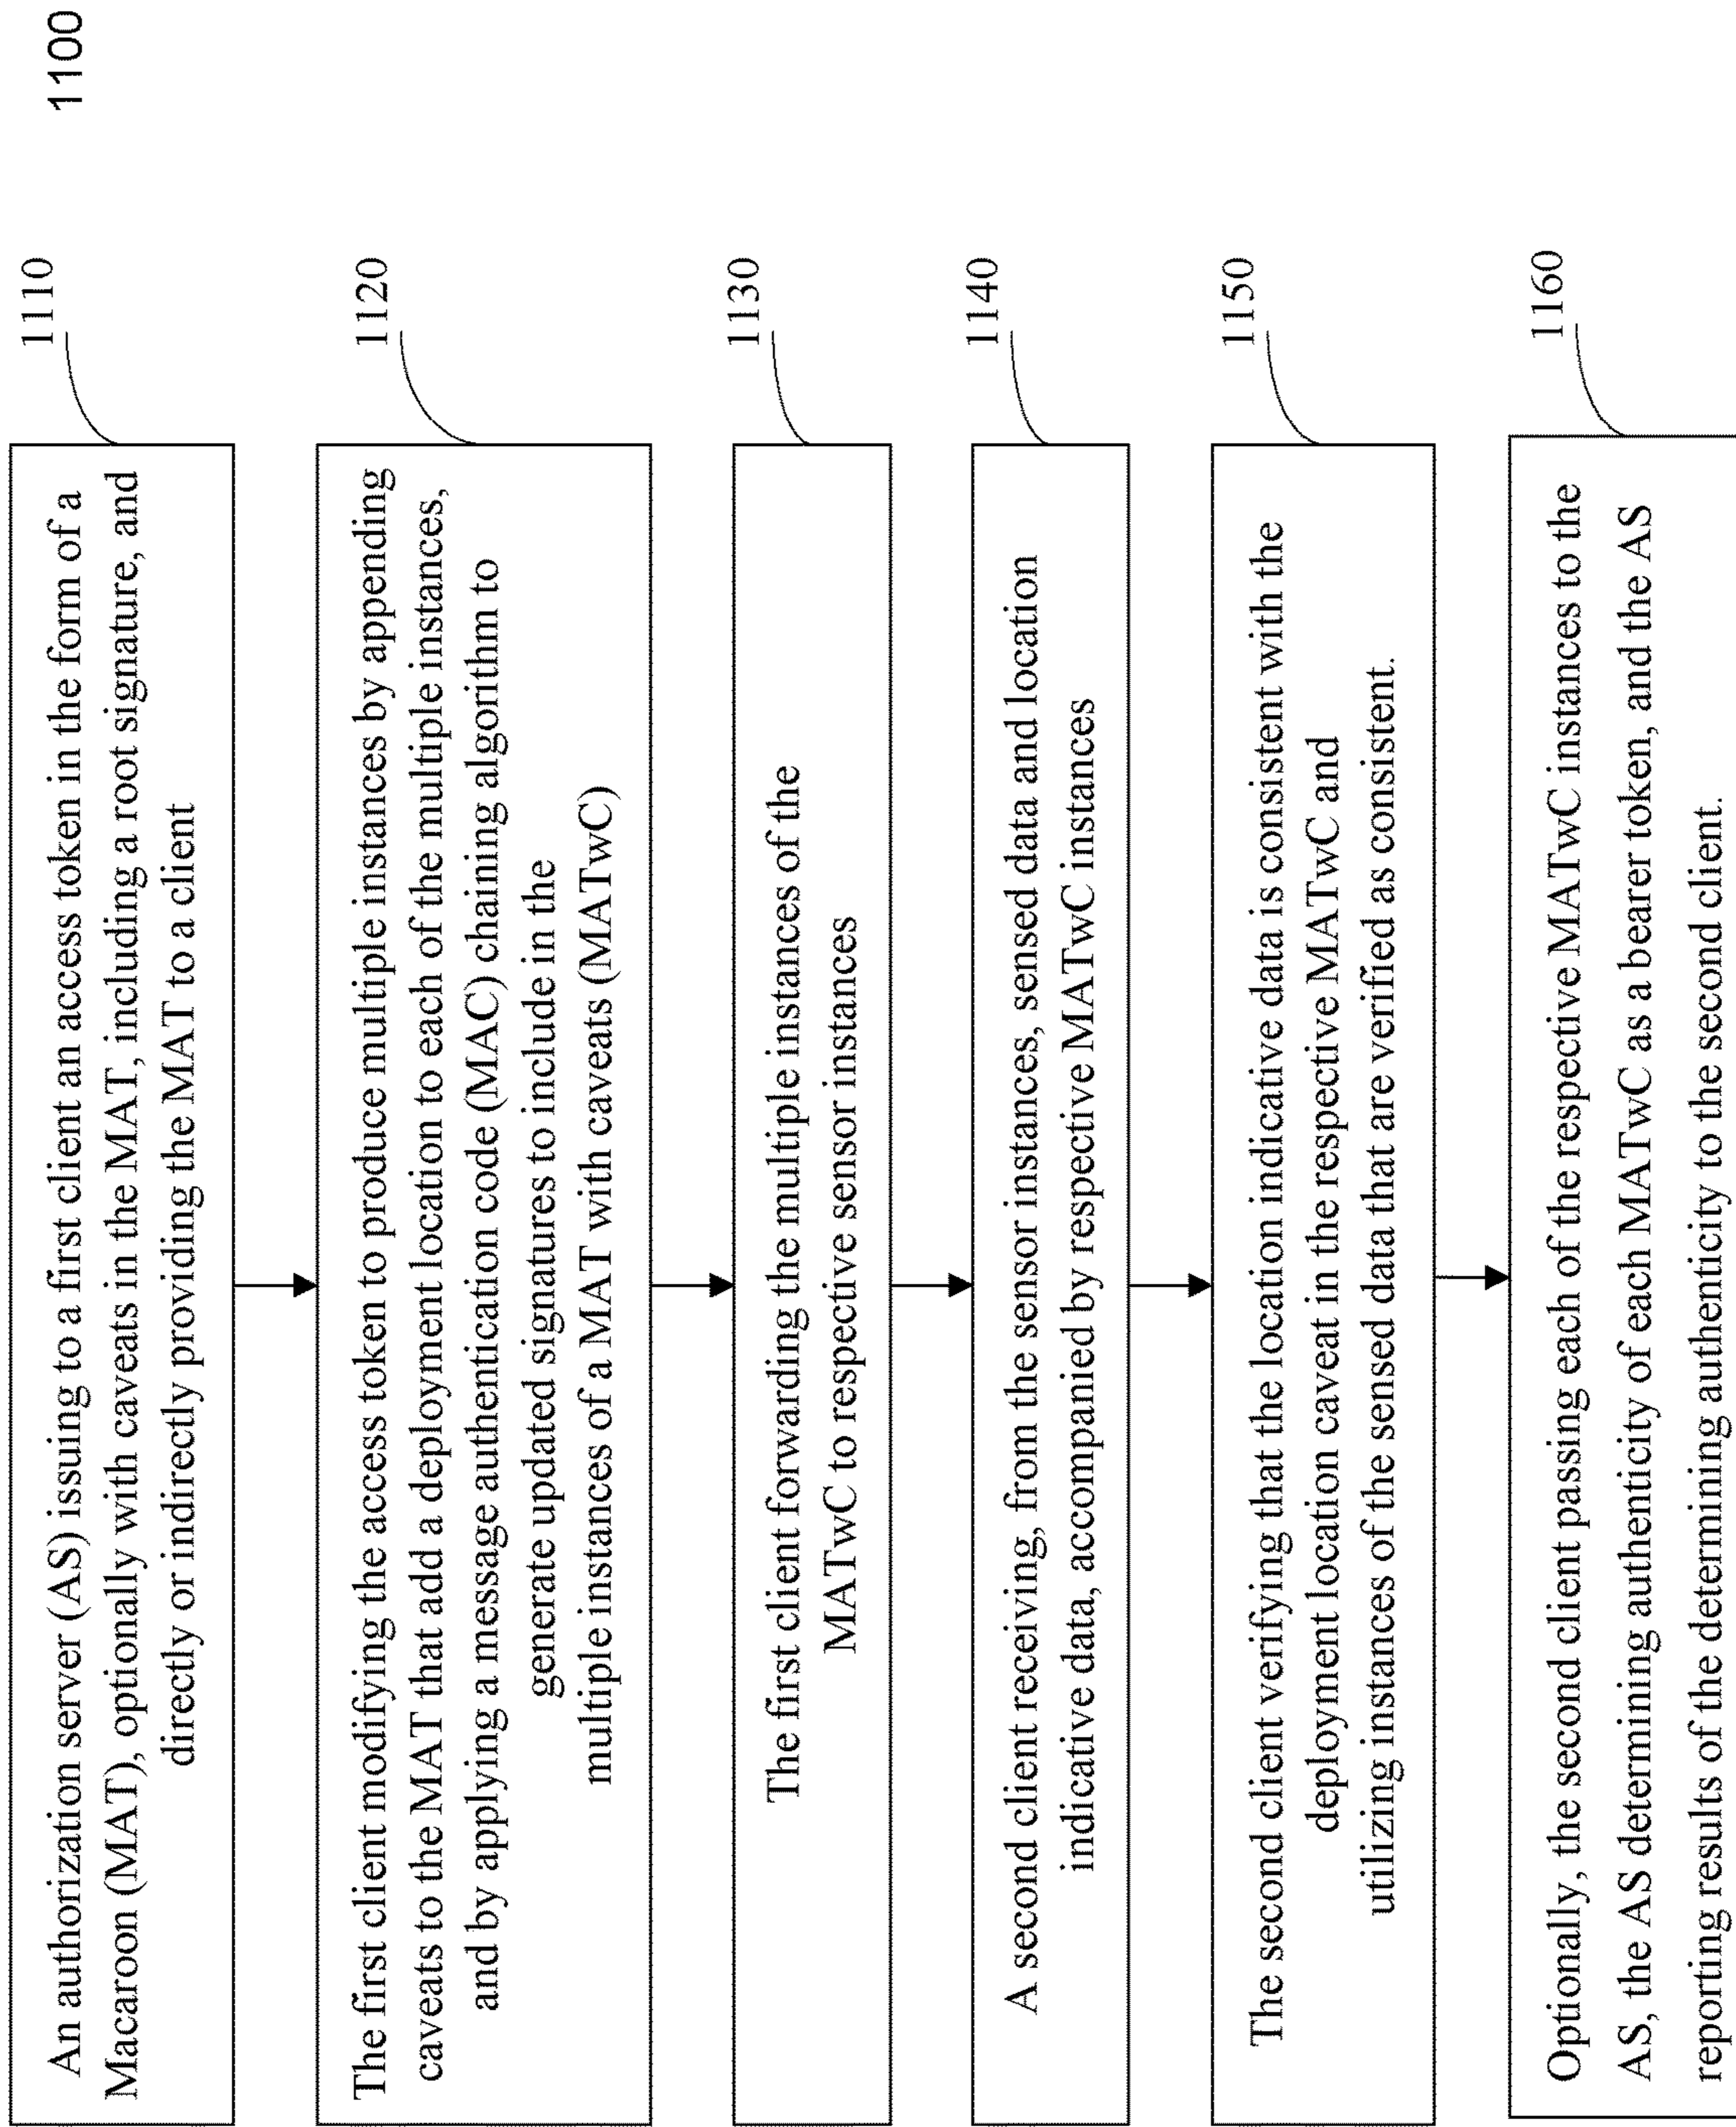 1100
1110
An authorization server (AS) issuing to a first client an access token in the form of a
Macaroon (MAT), optionally with caveats in the MAT, including a root signature, and
directly or indirectly providing the MAT to a client
1120
The first client modifying the access token to produce multiple instances by appending
caveats to the MAT that add a deployment location to each of the multiple instances,
and by applying a message authentication code (MAC) chaining algorithm to
generate updated signatures to include in the
multiple instances of a MAT with caveats (MATwC)
1130
The first client forwarding the multiple instances of the
MATwC to respective sensor instances
1140
A second client receiving, from the sensor instances, sensed data and location
indicative data, accompanied by respective MATwC instances
1150
The second client verifying that the location indicative data is consistent with the
deployment location caveat in the respective MATwC and
utilizing instances of the sensed data that are verified as consistent.
1160
Optionally, the second client passing each of the respective MATwC instances to the
AS, the AS determining authenticity of each MATwC as a bearer token, and the AS
reporting results of the determining authenticity to the second client.